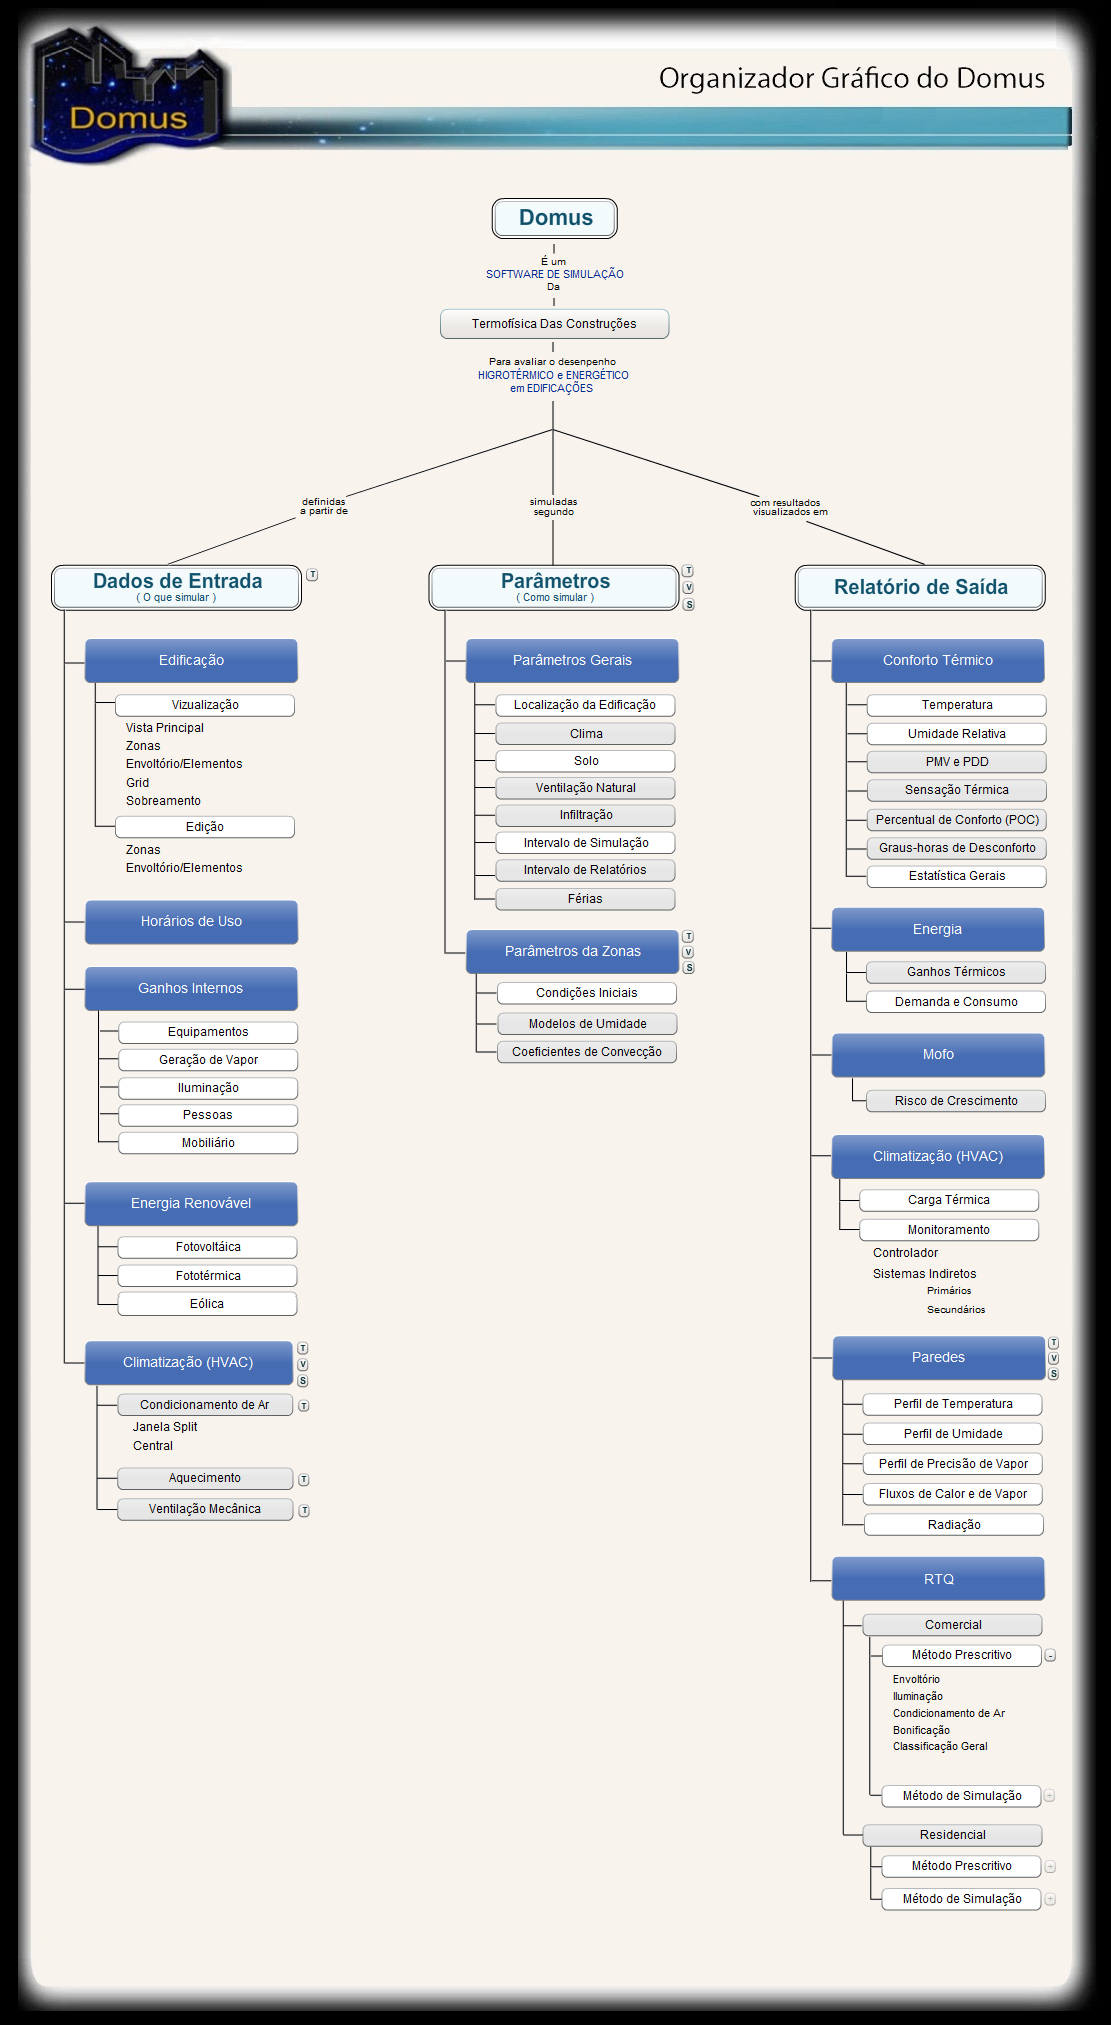 Organizador Gráfico do Domus
Domus
Domus
É um
SOFTWARE DE SIMULAÇÃO
Da
Termofísica Das Construções
Para avaliar o desenpenho
HIGROTÉRMICO e ENERGÉTICO
em EDIFICAÇÕES
definidas
a partir de
simuladas
segundo
com resultados
visualizados em
Dados de Entrada
( O que simular )
T
Edificação
Vizualização
Vista Principal
Zonas
Envoltório/Elementos
Grid
Sobreamento
Edição
Zonas
Envoltório/Elementos
Horários de Uso
Ganhos Internos
Equipamentos
Geração de Vapor
Iluminação
Pessoas
Mobiliário
Energia Renovável
Fotovoltáica
Fototérmica
Eólica
Climatização (HVAC)
T
V
S
Condicionamento de Ar
T
Janela Split
Central
Aquecimento
T
Ventilação Mecânica
T
Parâmetros
( Como simular )
T
V
S
Parâmetros Gerais
Localização da Edificação
Clima
Solo
Ventilação Natural
Infiltração
Intervalo de Simulação
Intervalo de Relatórios
Férias
Parâmetros da Zonas
T
V
S
Condições Iniciais
Modelos de Umidade
Coeficientes de Convecção
Relatório de Saída
Conforto Térmico
Temperatura
Umidade Relativa
PMV e PDD
Sensação Térmica
Percentual de Conforto (POC)
Graus-horas de Desconforto
Estatística Gerais
Energia
Ganhos Térmicos
Demanda e Consumo
Mofo
Risco de Crescimento
Climatização (HVAC)
Carga Térmica
Monitoramento
Controlador
Sistemas Indiretos
Primários
Secundários
Paredes
T
V
S
Perfil de Temperatura
Perfil de Umidade
Perfil de Precisão de Vapor
Fluxos de Calor e de Vapor
Radiação
RTQ
Comercial
Método Prescritivo
-
Envoltório
Iluminação
Condicionamento de Ar
Bonificação
Classificação Geral
Método de Simulação
+
Residencial
Método Prescritivo
+
Método de Simulação
+